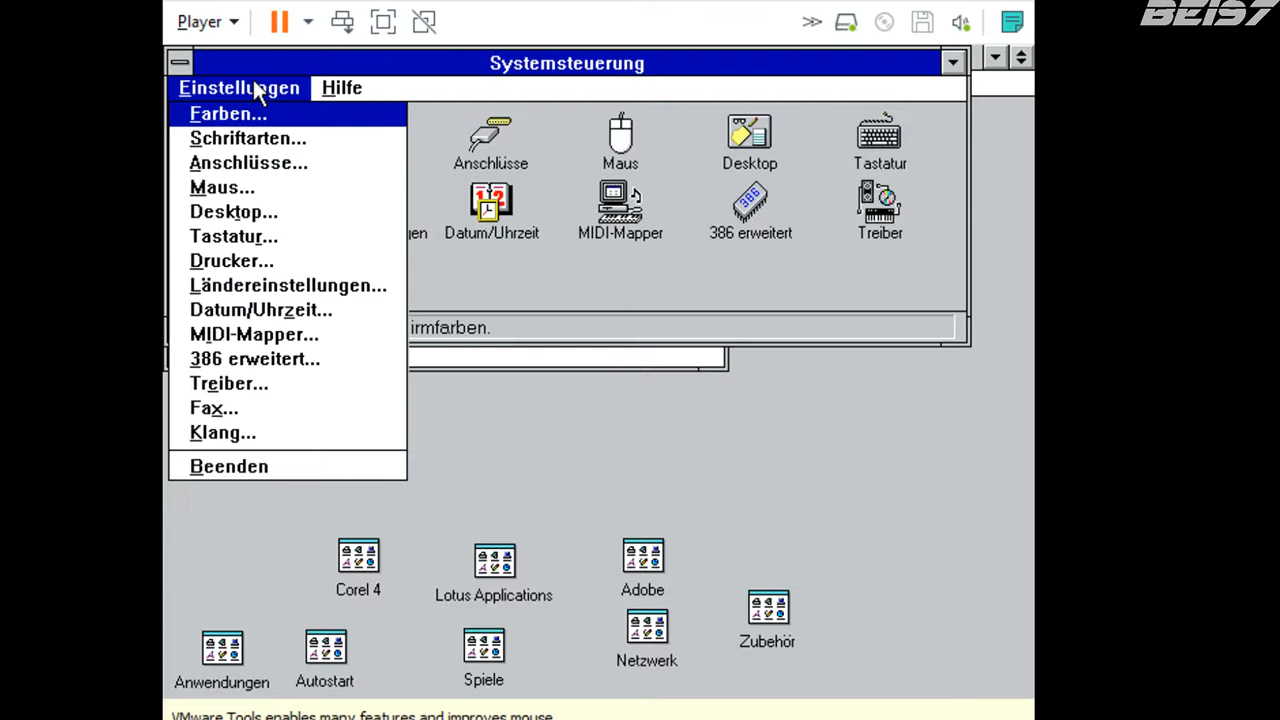 Player
BEI97
Systemsteuerung
Einstellungen Hilfe
Farben...
Schriftarten...
Anschlüsse...
Maus...
Desktop...
Tastatur...
Drucker...
Ländereinstellungen...
Datum/Uhrzeit...
MIDI-Mapper...
386 erweitert...
Treiber...
Fax...
Klang...
Beenden
Anschlüsse Maus Desktop Tastatur
386
gen Datum/Uhrzeit MIDI-Mapper 386 erweitert Treiber
irmfarben.
Corel 4 Lotus Applications Adobe
Zubehör
Netzwerk
Anwendungen Autostart Spiele
VMware Tools enables many features and improves mouse